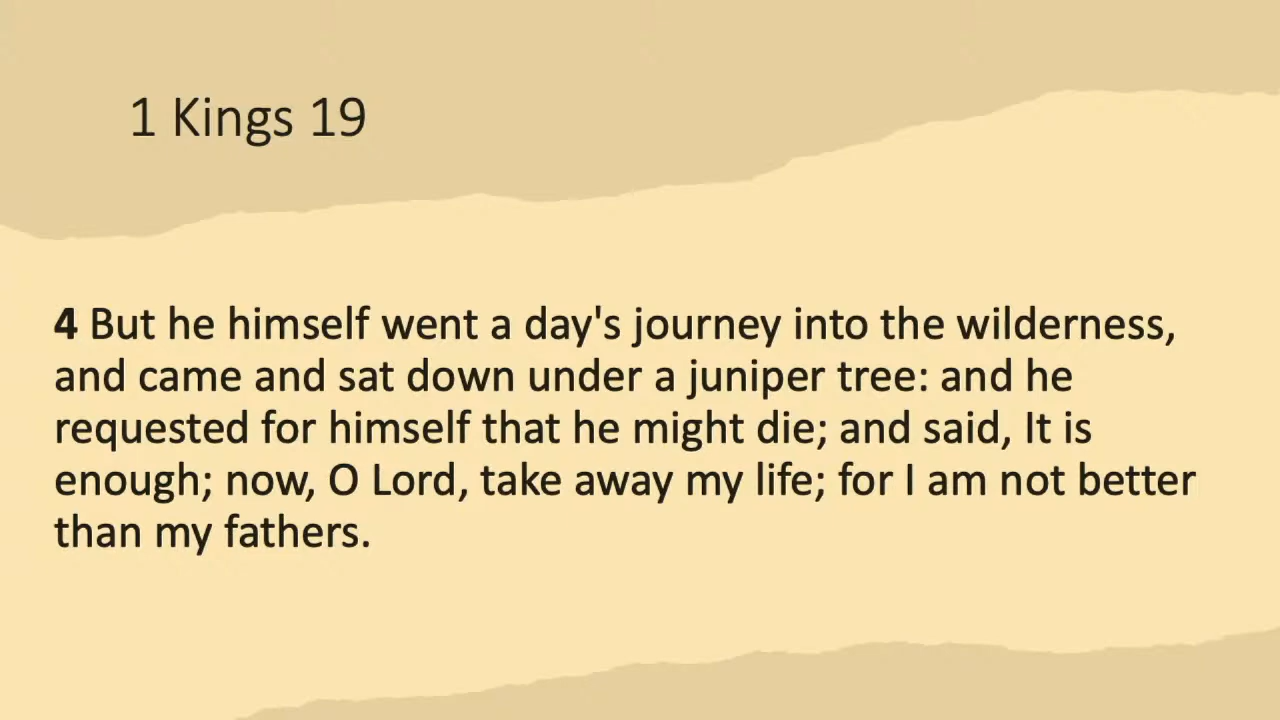 1 Kings 19
4 But he himself went a day's journey into the wilderness,
and came and sat down under a juniper tree: and he
requested for himself that he might die; and said, It is
enough; now, O Lord, take away my life; for I am not better
than my fathers.